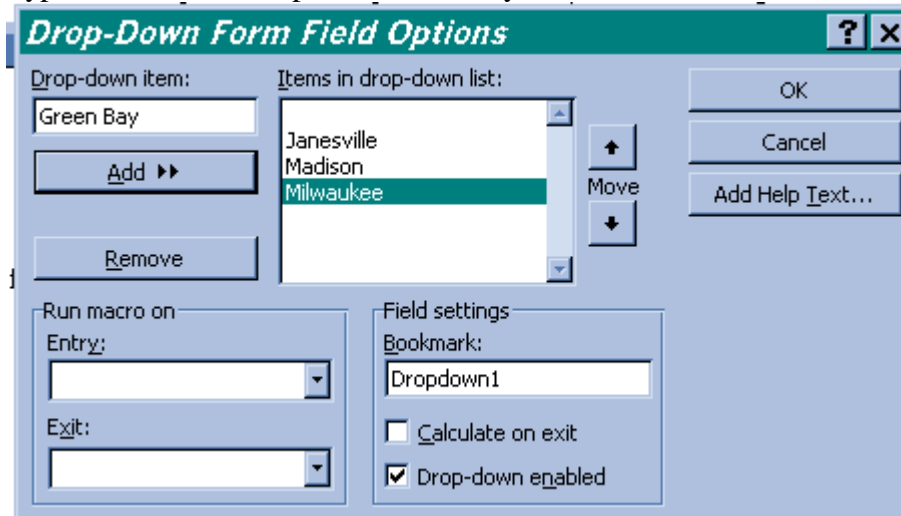 Drop-Down Form Field Options
Drop-down item:
Green Bay
Add
Remove
Items in drop-down list:
Janesville
Madison
Milwaukee
Move
OK
Cancel
Add Help Text...
Run macro on
Entry:
Exit:
Field settings
Bookmark:
Dropdown1
Calculate on exit
Drop-down enabled